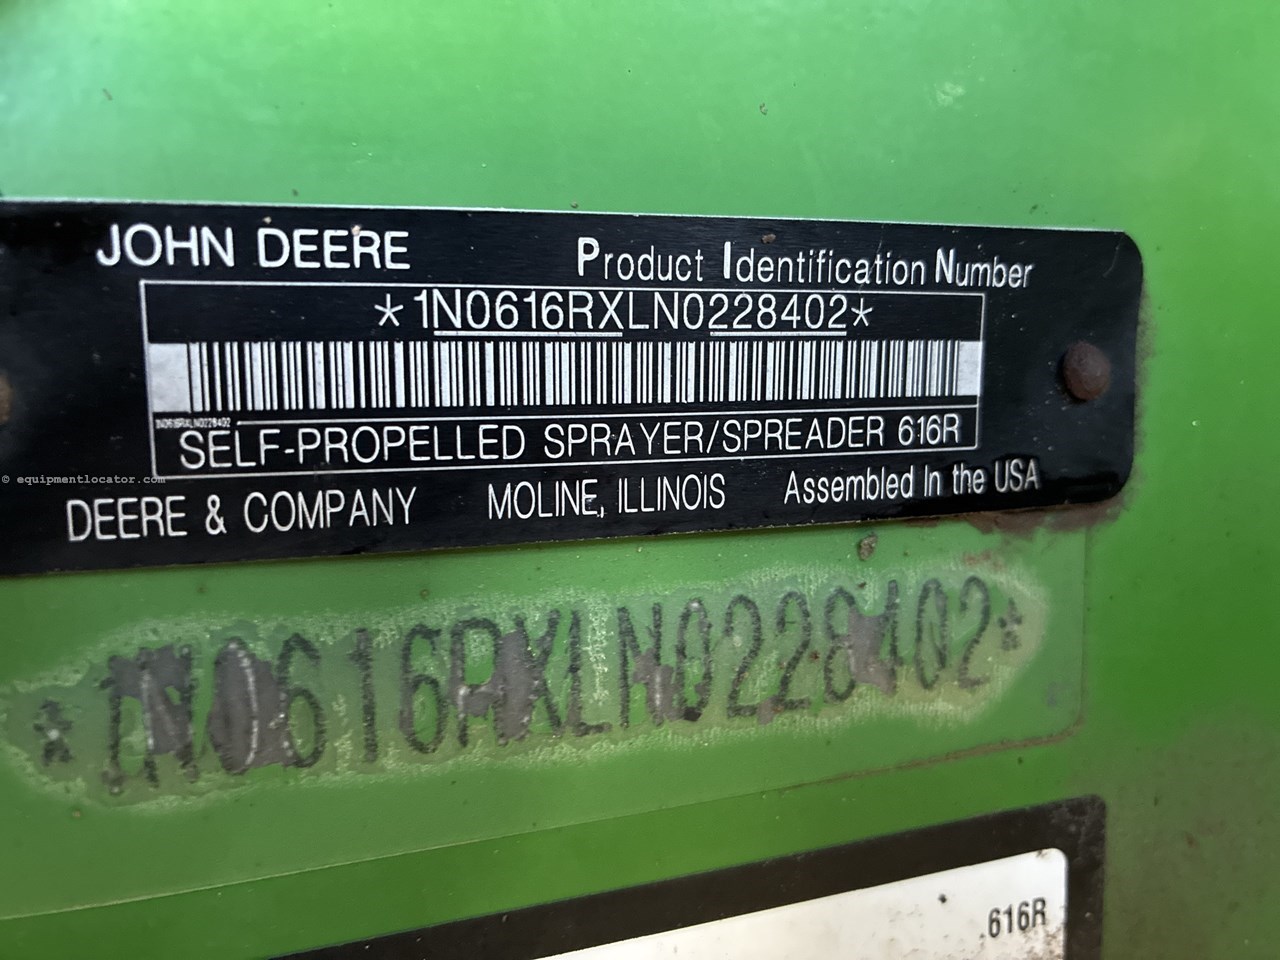 JOHN DEERE
Product Identification Number
*1N0616RXLN0228402*
1N0616RXLN0228402
SELF-PROPELLED SPRAYER/SPREADER 616R
© equipmentlocator.com
DEERE & COMPANY MOLINE, ILLINOIS Assembled In the USA
*1N0616RXLN0228402*
616R